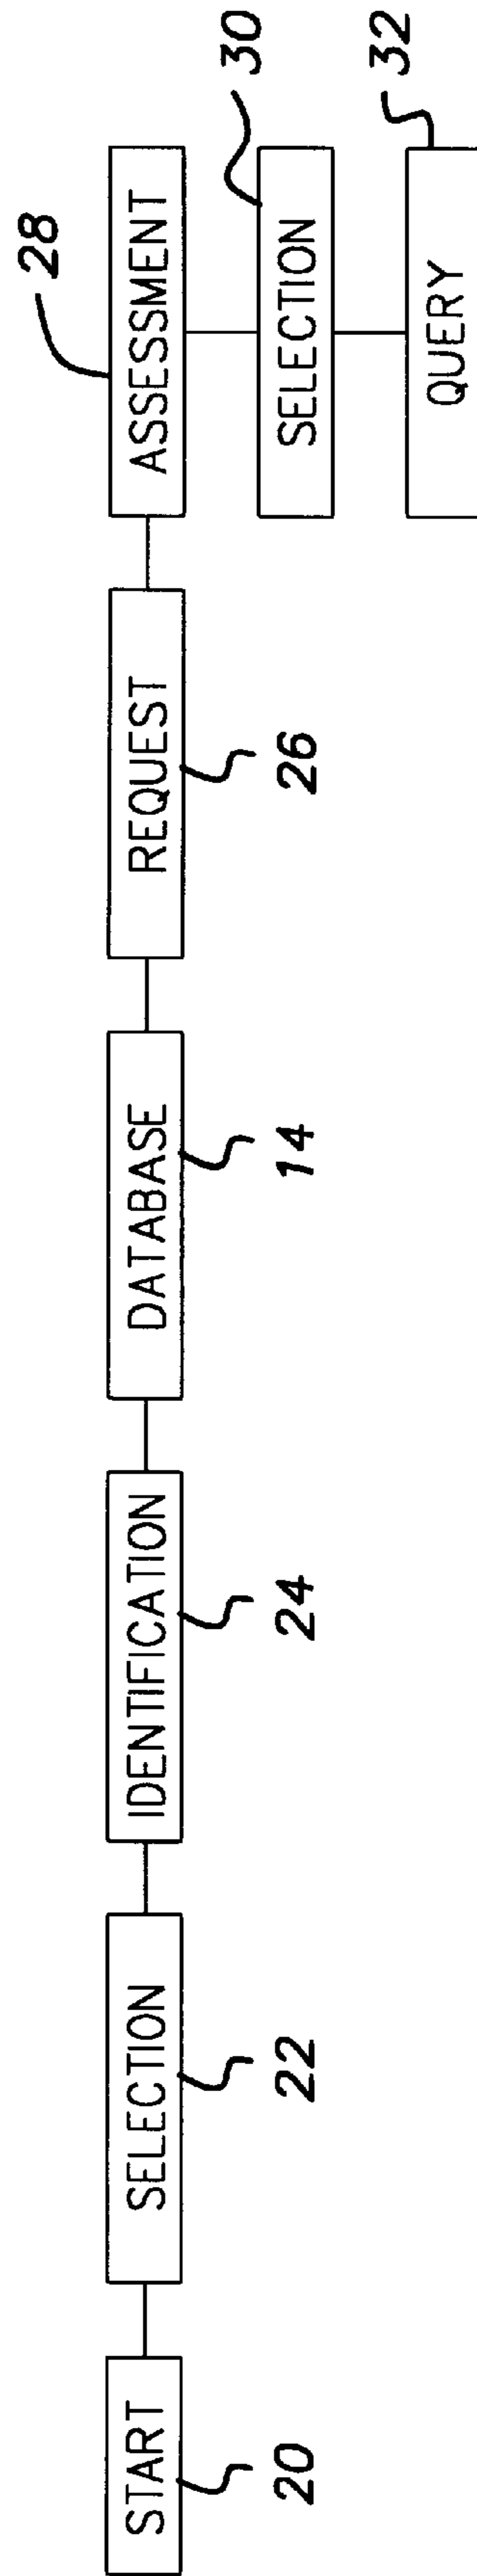 START
20
SELECTION
22
IDENTIFICATION
24
DATABASE
14
REQUEST
26
ASSESSMENT
28
SELECTION
30
QUERY
32